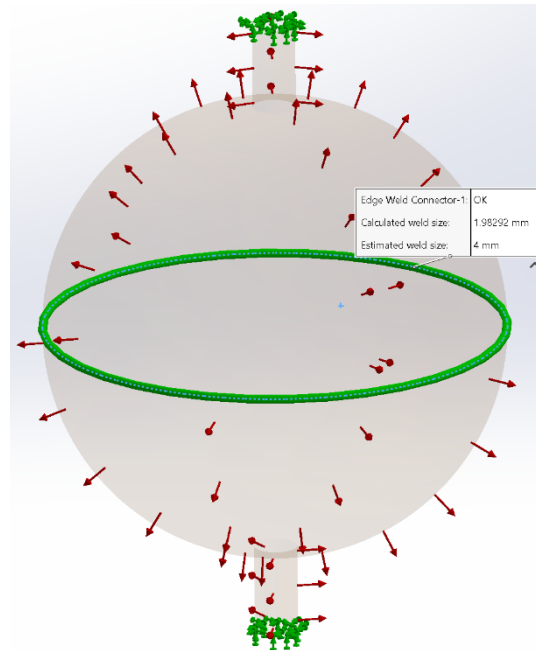 Edge Weld Connector-1: OK
Calculated weld size: 1.98292 mm
Estimated weld size: 4 mm